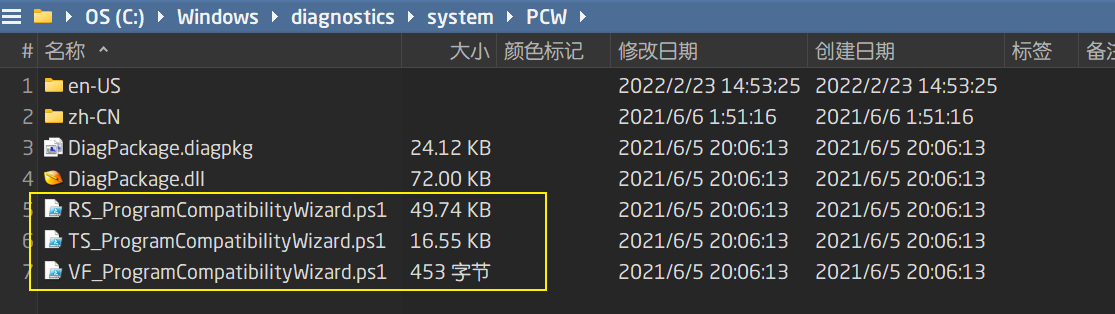 OS (C:) Windows diagnostics system PCW
# 名称 大小 颜色标记 修改日期 创建日期 标签 备注
1 en-US 2022/2/23 14:53:25 2022/2/23 14:53:25
2 zh-CN 2021/6/6 1:51:16 2021/6/6 1:51:16
3 DiagPackage.diagpkg 24.12 KB 2021/6/5 20:06:13 2021/6/5 20:06:13
4 DiagPackage.dll 72.00 KB 2021/6/5 20:06:13 2021/6/5 20:06:13
5 RS_ProgramCompatibilityWizard.ps1 49.74 KB 2021/6/5 20:06:13 2021/6/5 20:06:13
6 TS_ProgramCompatibilityWizard.ps1 16.55 KB 2021/6/5 20:06:13 2021/6/5 20:06:13
7 VF_ProgramCompatibilityWizard.ps1 453 字节 2021/6/5 20:06:13 2021/6/5 20:06:13